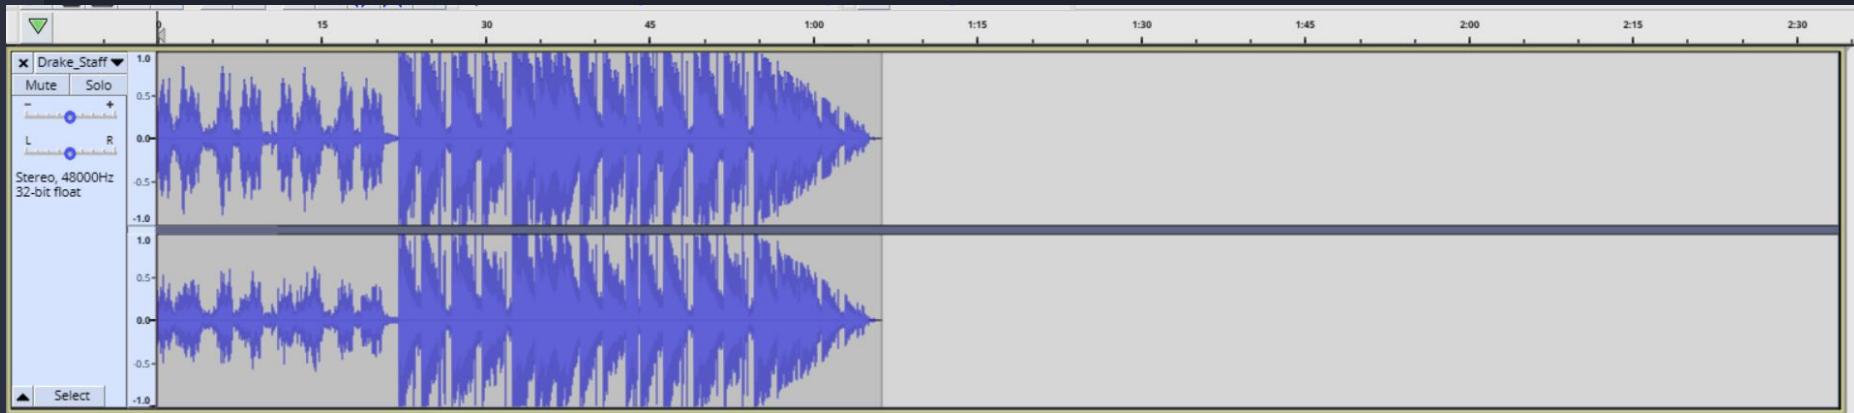 0 15 30 45 1:00 1:15 1:30 1:45 2:00 2:15 2:30
× Drake_Staff
Mute Solo
- +
L R
Stereo, 48000Hz
32-bit float
Select
1.0
0.5
0.0
-0.5
-1.0
1.0
0.5
0.0
-0.5
-1.0